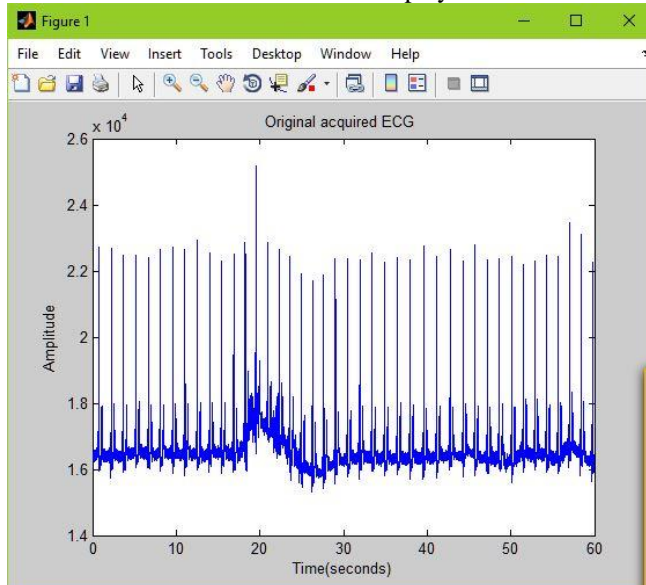 Figure 1
File Edit View Insert Tools Desktop Window Help
Original acquired ECG
x 10^4
2.6
2.4
2.2
2
1.8
1.6
1.4
0 10 20 30 40 50 60
Amplitude
Time(seconds)